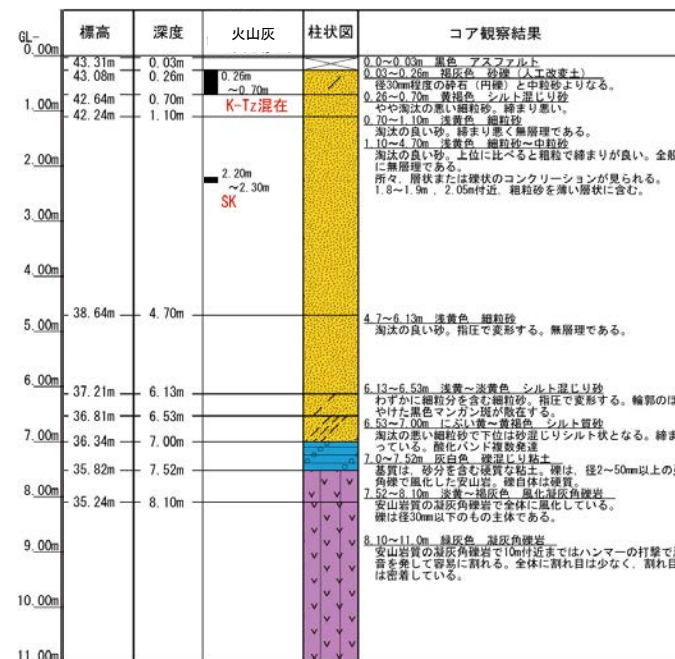 標高 深度 火山灰 柱状図 コア観察結果
GL-
0.00m
43.31m 0.03m
43.08m 0.26m
42.64m 0.70m
42.24m 1.10m
38.64m 4.70m
37.21m 6.13m
36.81m 6.53m
36.34m 7.00m
35.82m 7.52m
35.24m 8.10m
1.00m
2.00m
3.00m
4.00m
5.00m
6.00m
7.00m
8.00m
9.00m
10.00m
11.00m
0.26m
~0.70m
K-Tz混在
2.20m
~2.30m
SK
0.0~0.03m 黒色 アスファルト
0.03~0.26m 褐灰色 砂礫(人工改変土)
径30mm程度の砕石(円礫)と中粒砂よりなる。
0.26~0.70m 黄褐色 シルト混じり砂
やや淘汰の悪い細粒砂。締まり悪い。
0.70~1.10m 浅黄色 細粒砂
淘汰の良い砂。締まり悪く無層理である。
1.10~4.70m 浅黄色 細粒砂~中粒砂
淘汰の良い砂。上位に比べると粗粒で締まりが良い。全般
に無層理である。
所々、層状または礫状のコンクリーションが見られる。
1.8~1.9m 、2.05m付近、粗粒砂を薄い層状に含む。
4.7~6.13m 浅黄色 細粒砂
淘汰の良い砂。指圧で変形する。無層理である。
6.13~6.53m 浅黄~淡黄色 シルト混じり砂
わずかに細粒分を含む細粒砂。指圧で変形する。輪郭のぼ
やけた黒色マンガン斑が散在する。
6.53~7.00m にぶい黄~黄褐色 シルト質砂
淘汰の悪い細粒砂で下位は砂混じりシルト状となる。締ま
っている。酸化バンド複数発達
7.0~7.52m 灰白色 礫混じり粘土
基質は、砂分を含む硬質な粘土。礫は、径2~50mm以上の
角礫で風化した安山岩。礫自体は硬質。
7.52~8.10m 淡黄~褐灰色 風化凝灰角礫岩
安山岩質の凝灰角礫岩で全体に風化している。
礫は径30mm以下のもの主体である。
8.10~11.0m 緑灰色 凝灰角礫岩
安山岩質の凝灰角礫岩で10m付近まではハンマーの打撃で
音を発して容易に割れる。全体に割れ目は少なく、割れ目
は密着している。